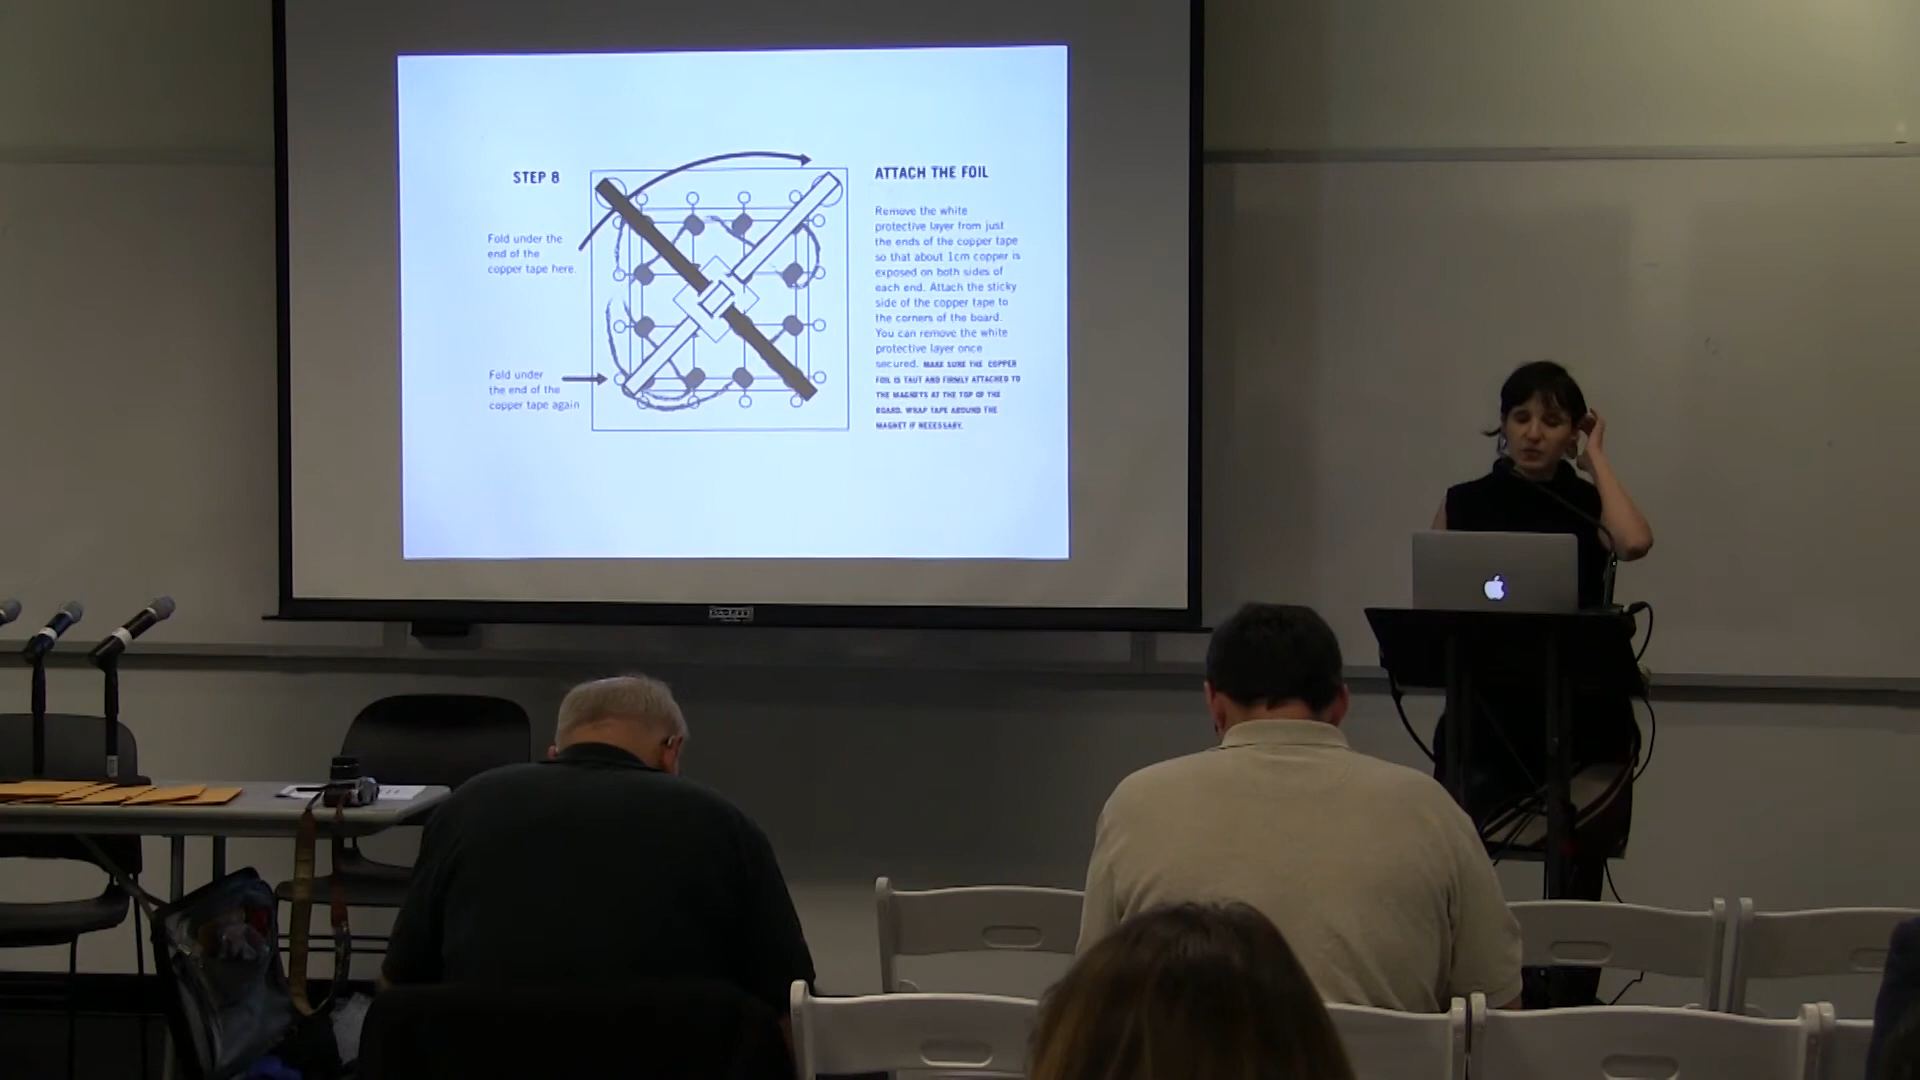 STEP 8
Fold under the
end of the
copper tape here.
Fold under
the end of the
copper tape again
ATTACH THE FOIL
Remove the white
protective layer from just
the ends of the copper tape
so that about 1cm copper is
exposed on both sides of
each end. Attach the sticky
side of the copper tape to
the corners of the board.
You can remove the white
protective layer once
secured. MAKE SURE THE COPPER
FOIL IS TAUT AND FIRMLY ATTACHED TO
THE MAGNETS AT THE TOP OF THE
BOARD. WRAP TAPE AROUND THE
MAGNET IF NECESSARY.
DA-LITE